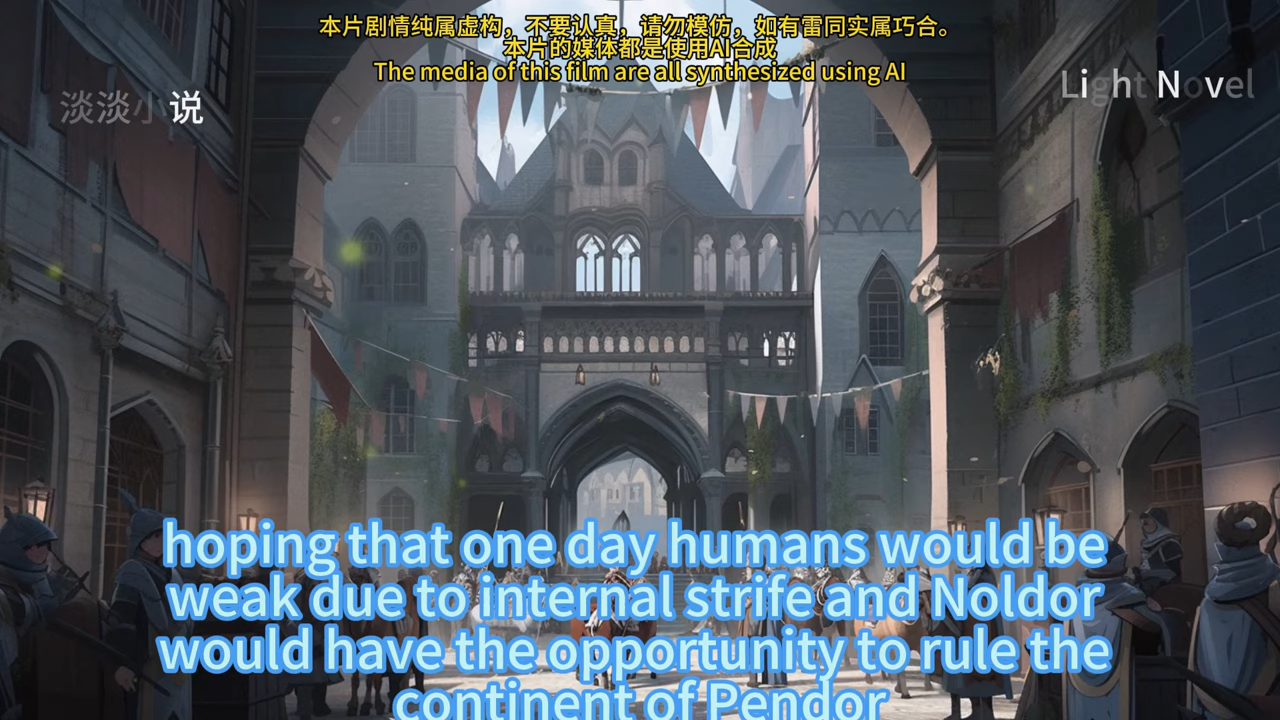 本片剧情纯属虚构，不要认真，请勿模仿，如有雷同实属巧合。
本片的媒体都是使用AI合成
The media of this film are all synthesized using AI
淡淡小说
Light Novel
hoping that one day humans would be
weak due to internal strife and Noldor
would have the opportunity to rule the
continent of Pendor